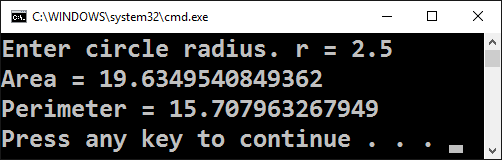 C:\WINDOWS\system32\cmd.exe
Enter circle radius. r = 2.5
Area = 19.6349540849362
Perimeter = 15.707963267949
Press any key to continue . . .